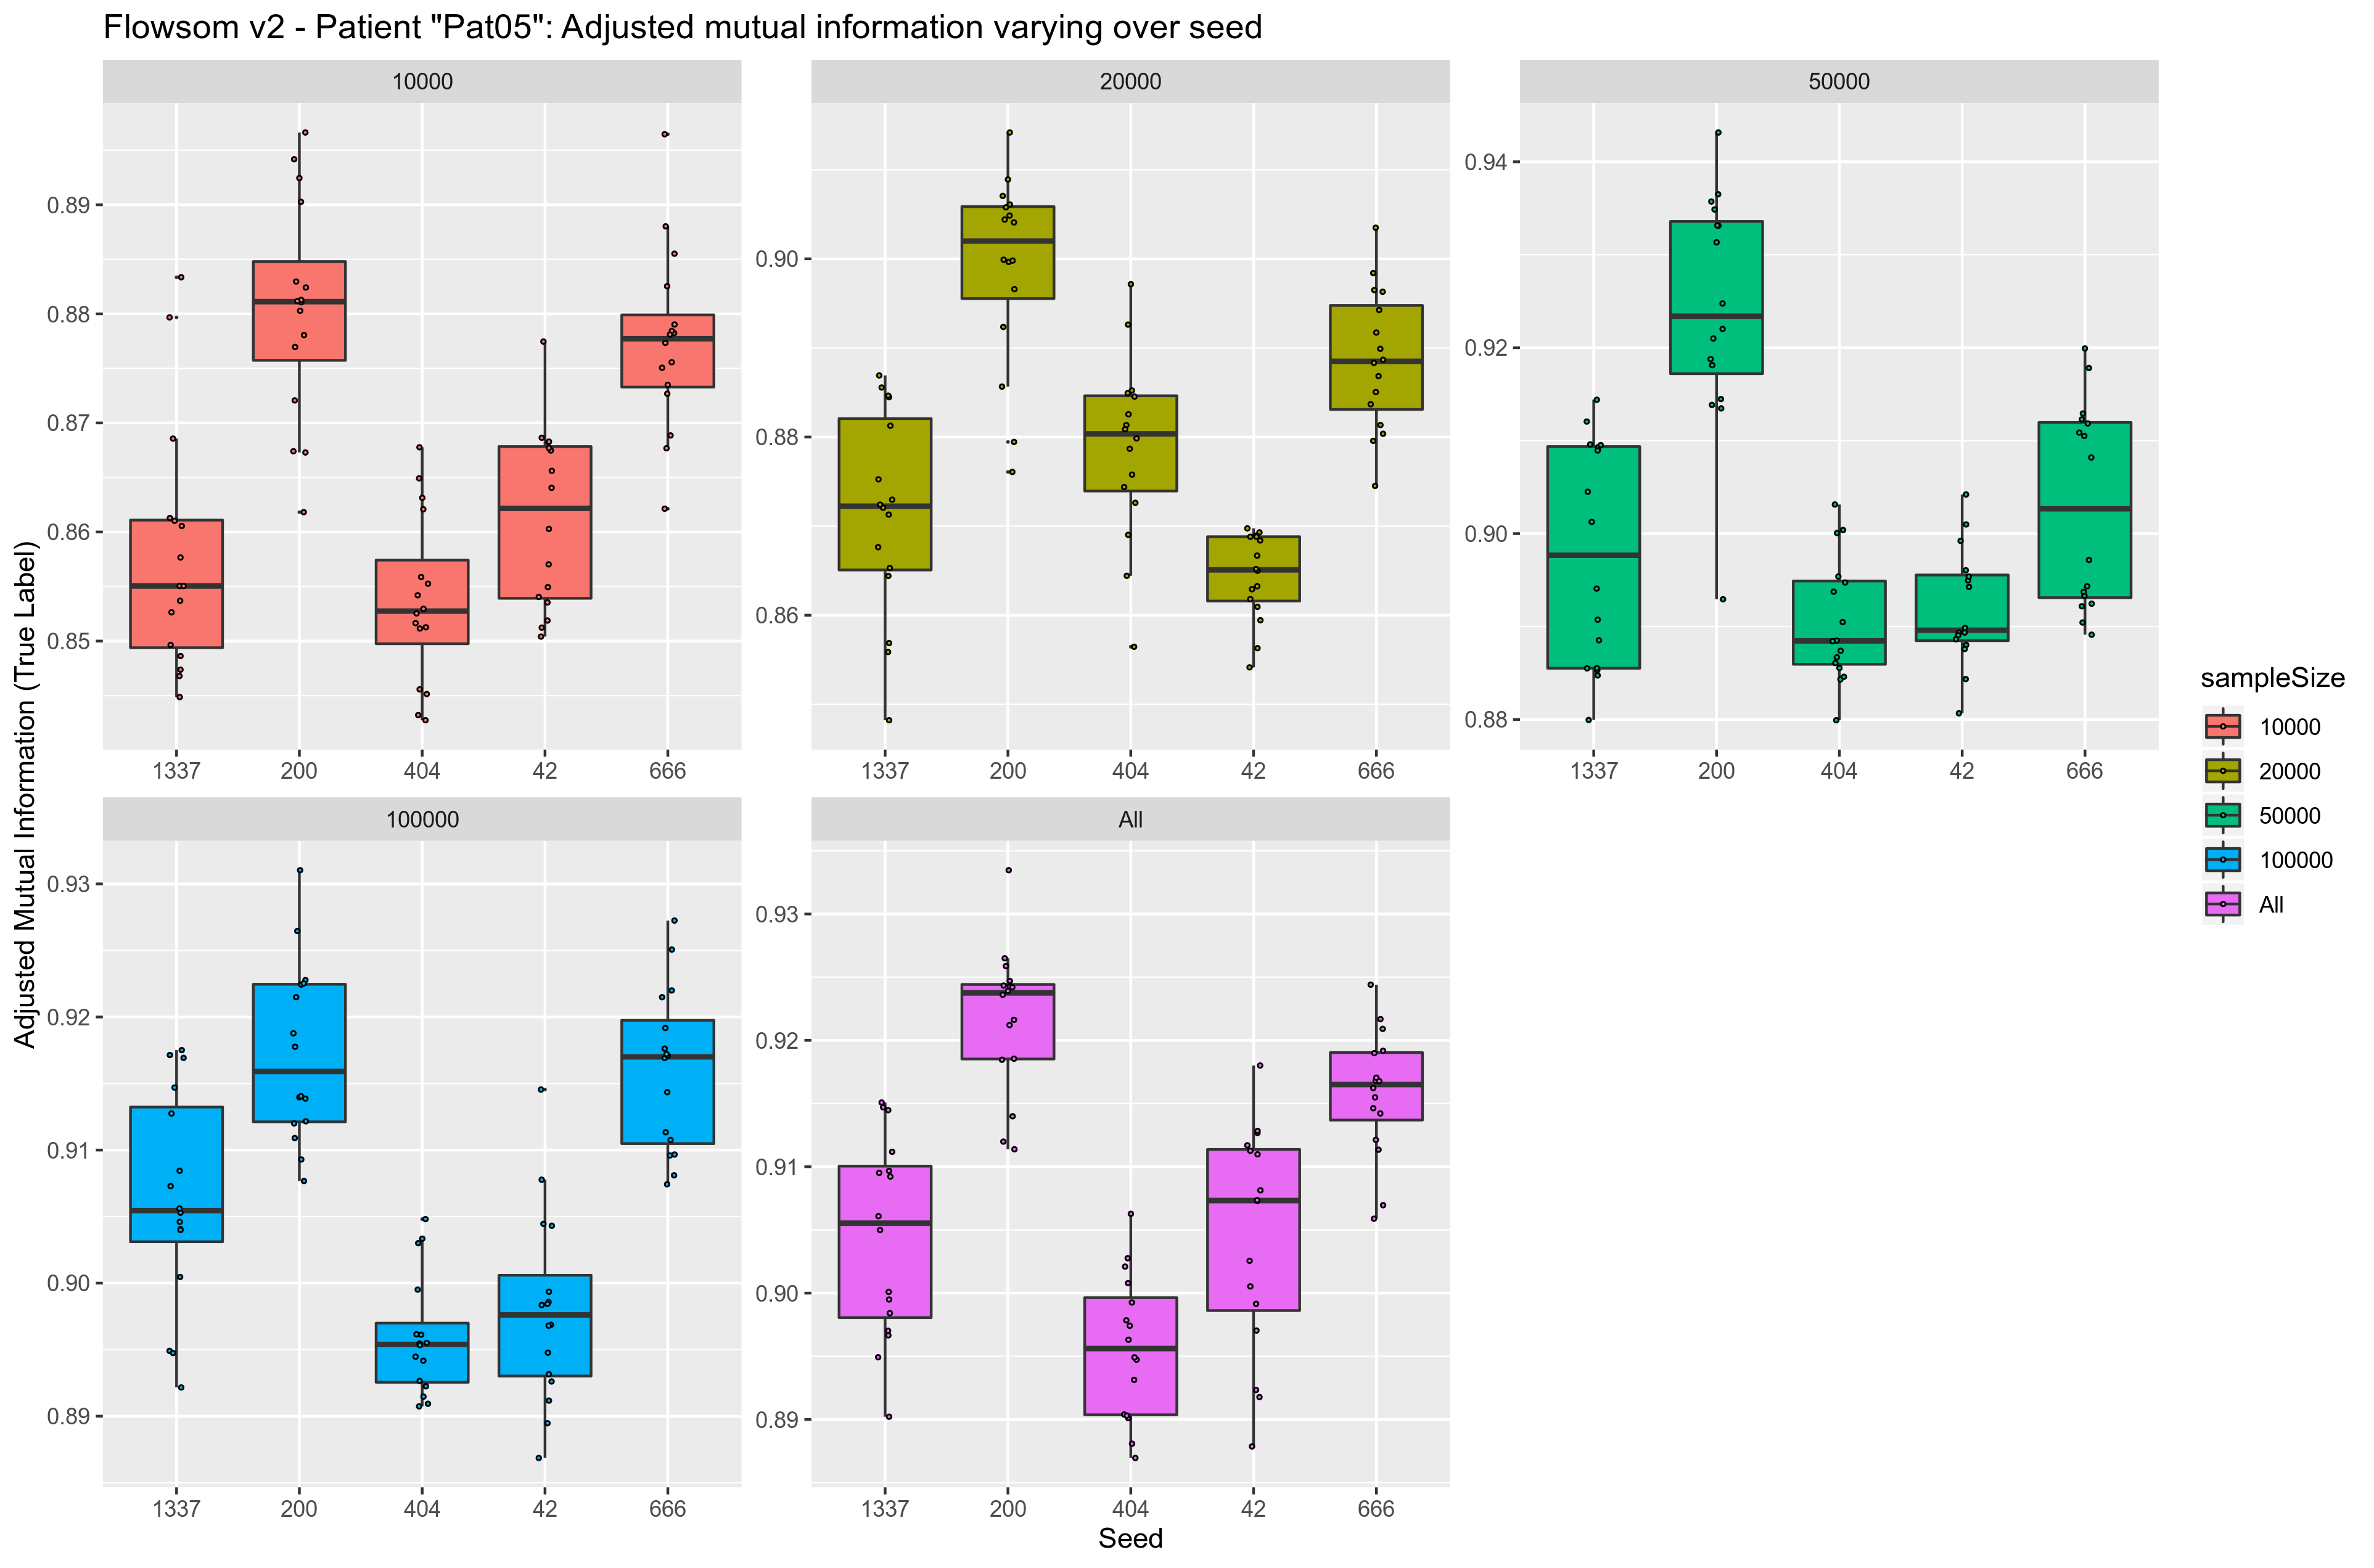 Flowsom v2 - Patient "Pat05": Adjusted mutual information varying over seed
10000
20000
50000
0.89
0.88
0.87
0.86
0.85
0.90
0.88
0.86
0.94
0.92
0.90
0.88
1337 200 404 42 666
1337 200 404 42 666
1337 200 404 42 666
100000
All
0.93
0.92
0.91
0.90
0.89
0.93
0.92
0.91
0.90
0.89
1337 200 404 42 666
1337 200 404 42 666
Adjusted Mutual Information (True Label)
Seed
sampleSize
10000
20000
50000
100000
All